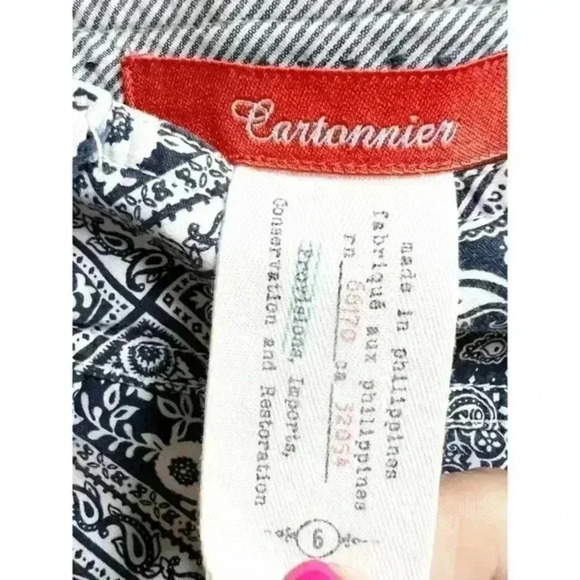 Cartonnier
made in philippines
fabriqué aux philippines
rn 66170 ca 32054
Provisions, Imports,
Conservation and Restoration
6